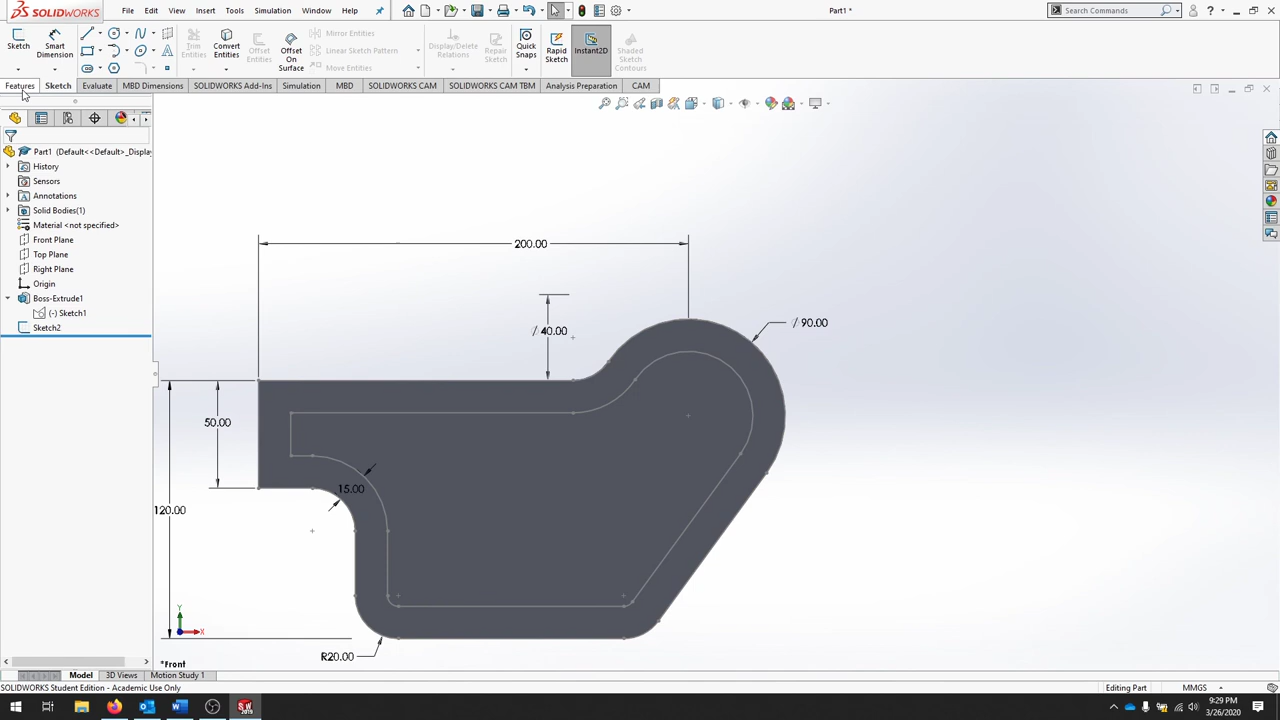 SOLIDWORKS File Edit View Insert Tools Simulation Window Help Part1 * Search Commands
Sketch Smart Dimension Trim Entities Convert Entities Offset Entities Offset On Surface Mirror Entities Linear Sketch Pattern Move Entities Display/Delete Relations Repair Sketch Quick Snaps Rapid Sketch Instant2D Shaded Sketch Contours
Features Sketch Evaluate MBD Dimensions SOLIDWORKS Add-Ins Simulation MBD SOLIDWORKS CAM SOLIDWORKS CAM TBM Analysis Preparation CAM
Part1 (Default<<Default>_Display
History
Sensors
Annotations
Solid Bodies(1)
Material <not specified>
Front Plane
Top Plane
Right Plane
Origin
Boss-Extrude1
(-) Sketch1
Sketch2
200.00
/ 40.00
/ 90.00
50.00
15.00
120.00
R20.00
Y
X
*Front
Model 3D Views Motion Study 1
SOLIDWORKS Student Edition - Academic Use Only Editing Part MMGS
9:29 PM
3/26/2020